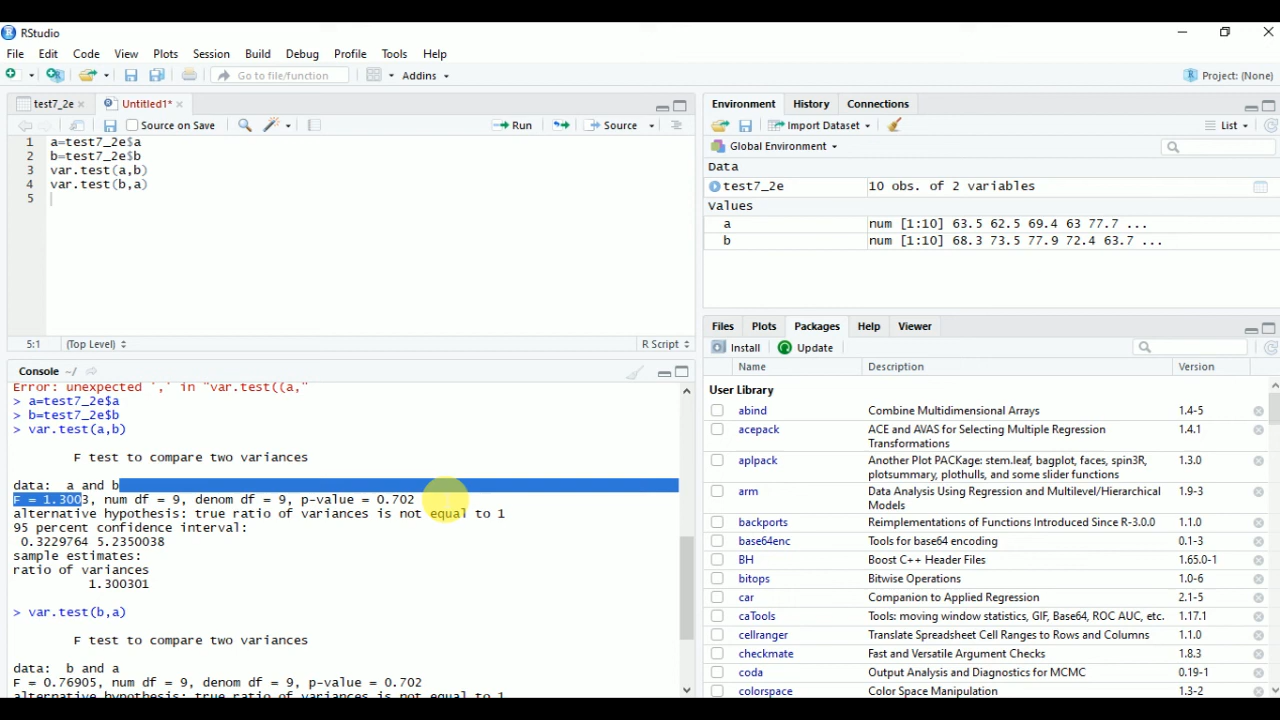 RStudio
File Edit Code View Plots Session Build Debug Profile Tools Help
Go to file/function Addins Project: (None)
test7_2e Untitled1*
Source on Save Run Source
1 a=test7_2e$a
2 b=test7_2e$b
3 var.test(a,b)
4 var.test(b,a)
5
5:1 (Top Level) R Script
Console ~/
Error: unexpected ',' in "var.test((a,"
> a=test7_2e$a
> b=test7_2e$b
> var.test(a,b)
F test to compare two variances
data: a and b
F = 1.3003, num df = 9, denom df = 9, p-value = 0.702
alternative hypothesis: true ratio of variances is not equal to 1
95 percent confidence interval:
0.3229764 5.2350038
sample estimates:
ratio of variances
1.300301
> var.test(b,a)
F test to compare two variances
data: b and a
F = 0.76905, num df = 9, denom df = 9, p-value = 0.702
alternative hypothesis: true ratio of variances is not equal to 1
Environment History Connections
Import Dataset List
Global Environment
Data
test7_2e 10 obs. of 2 variables
Values
a num [1:10] 63.5 62.5 69.4 63 77.7 ...
b num [1:10] 68.3 73.5 77.9 72.4 63.7 ...
Files Plots Packages Help Viewer
Install Update
Name Description Version
User Library
abind Combine Multidimensional Arrays 1.4-5
acepack ACE and AVAS for Selecting Multiple Regression 1.4.1
Transformations
aplpack Another Plot PACKage: stem.leaf, bagplot, faces, spin3R, 1.3.0
plotsummary, plothulls, and some slider functions
arm Data Analysis Using Regression and Multilevel/Hierarchical 1.9-3
Models
backports Reimplementations of Functions Introduced Since R-3.0.0 1.1.0
base64enc Tools for base64 encoding 0.1-3
BH Boost C++ Header Files 1.65.0-1
bitops Bitwise Operations 1.0-6
car Companion to Applied Regression 2.1-5
caTools Tools: moving window statistics, GIF, Base64, ROC AUC, etc. 1.17.1
cellranger Translate Spreadsheet Cell Ranges to Rows and Columns 1.1.0
checkmate Fast and Versatile Argument Checks 1.8.3
coda Output Analysis and Diagnostics for MCMC 0.19-1
colorspace Color Space Manipulation 1.3-2